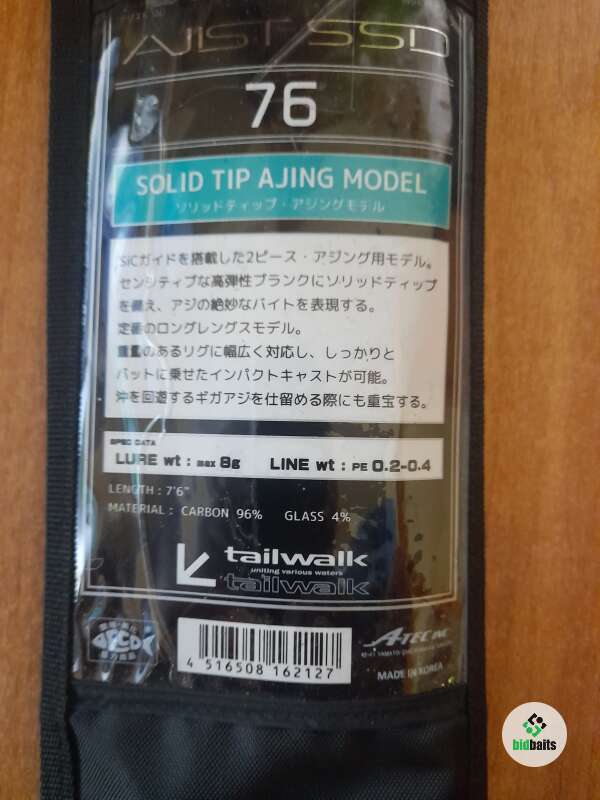 AJIST SSD
76
SOLID TIP AJING MODEL
ソリッドティップ・アジングモデル
SiCガイドを搭載した2ピース・アジング用モデル。
センシティブな高弾性ブランクにソリッドティップ
を備え、アジの絶妙なバイトを表現する。
定番のロングレングスモデル。
重量のあるリグに幅広く対応し、しっかりと
バットに乗せたインパクトキャストが可能。
沖を回遊するギガアジを仕留める際にも重宝する。
SPEC DATA
LURE wt : max 8g LINE wt : PE 0.2-0.4
LENGTH : 7'6"
MATERIAL : CARBON 96% GLASS 4%
tailwalk
uniting various waters
tailwalk
4 516508 162127
A-TEC INC.
MADE IN KOREA
bidbaits